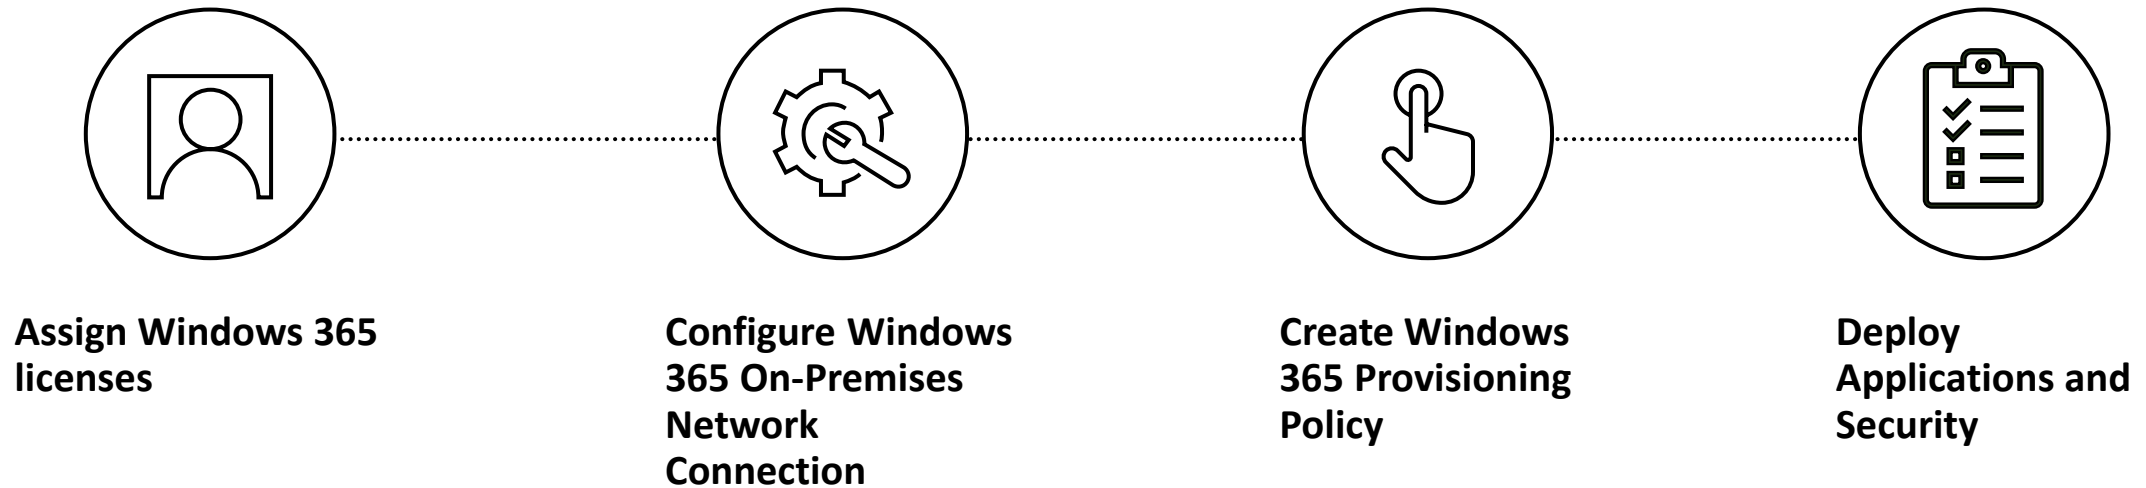 Assign Windows 365
licenses
Configure Windows
365 On-Premises
Network
Connection
Create Windows
365 Provisioning
Policy
Deploy
Applications and
Security